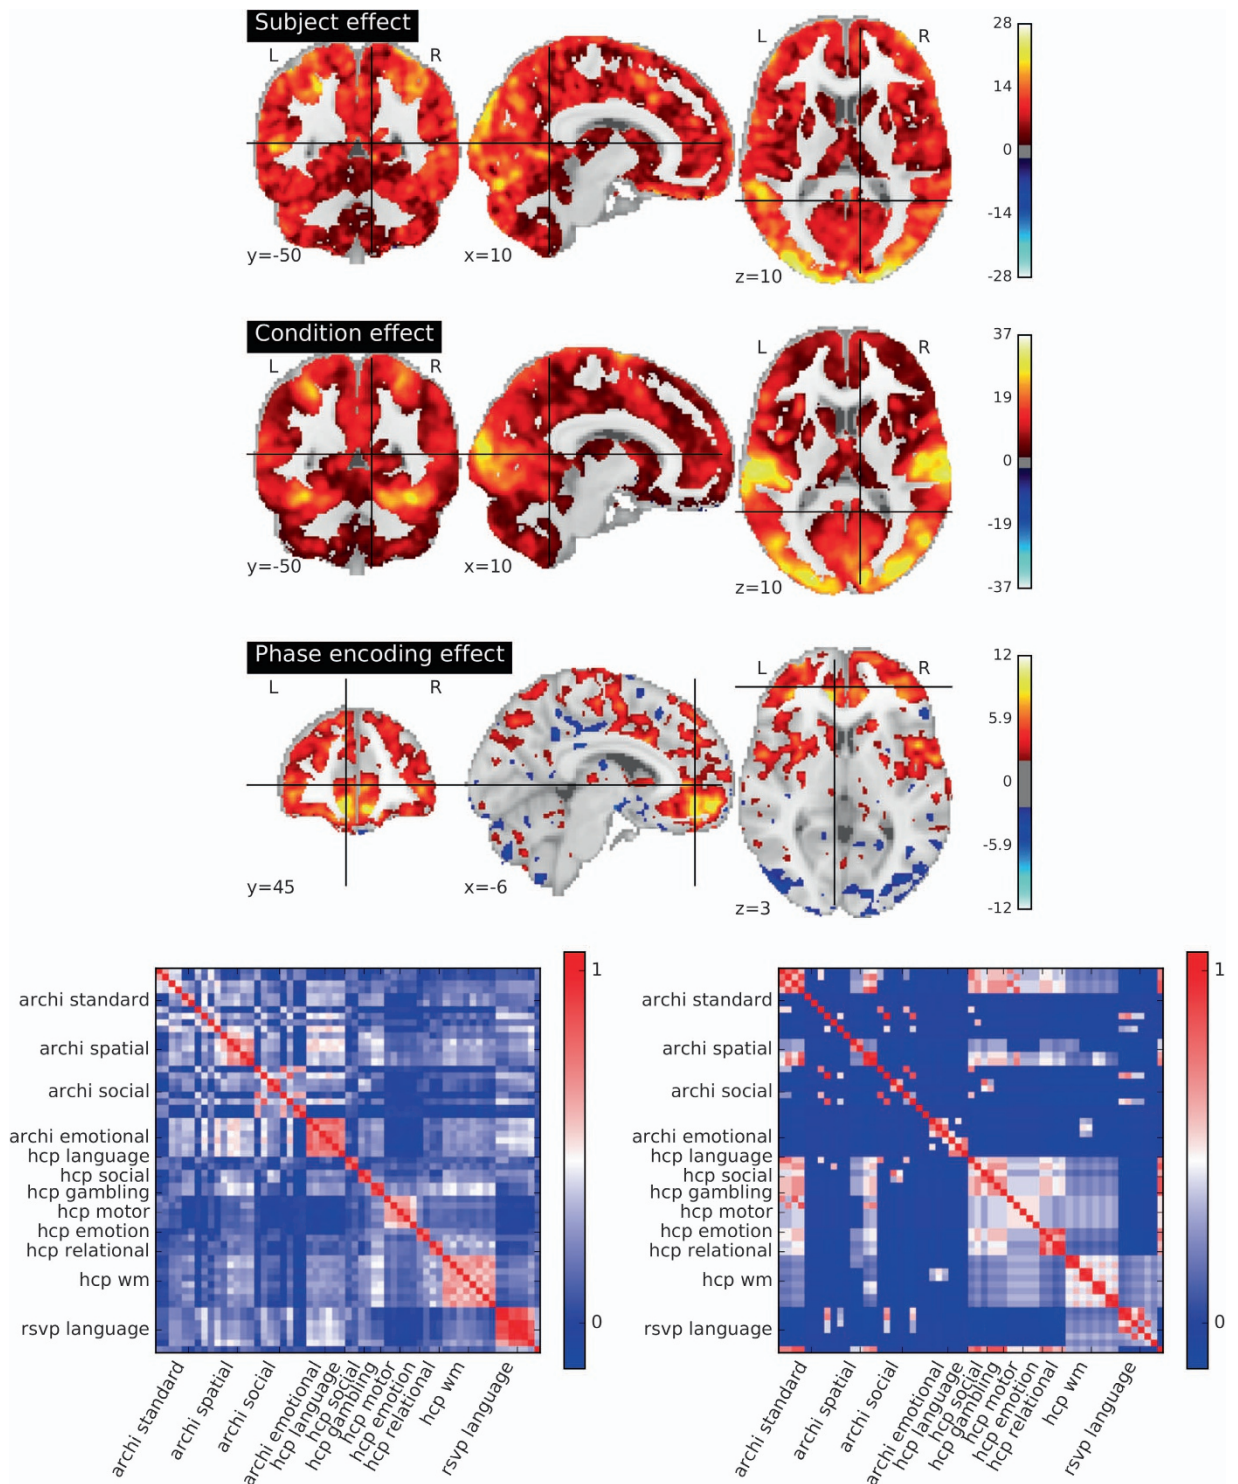 Subject effect
L
R
L
R
y=-50
x=10
z=10
28
14
0
-14
-28
Condition effect
L
R
L
R
y=-50
x=10
z=10
37
19
0
-19
-37
Phase encoding effect
L
R
L
R
y=45
x=-6
z=3
12
5.9
0
-5.9
-12
archi standard
archi spatial
archi social
archi emotional
hcp language
hcp social
hcp gambling
hcp motor
hcp emotion
hcp relational
hcp wm
rsvp language
archi standard
archi spatial
archi social
archi emotional
hcp language
hcp social
hcp gambling
hcp motor
hcp emotion
hcp relational
hcp wm
rsvp language
1
0
archi standard
archi spatial
archi social
archi emotional
hcp language
hcp social
hcp gambling
hcp motor
hcp emotion
hcp relational
hcp wm
rsvp language
archi standard
archi spatial
archi social
archi emotional
hcp language
hcp social
hcp gambling
hcp motor
hcp emotion
hcp relational
hcp wm
rsvp language
1
0